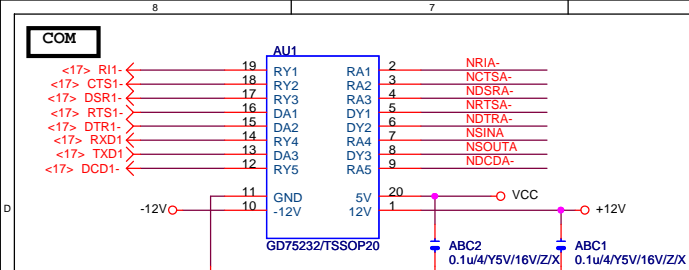 8 7
COM
AU1
<17> RI1- 19 RY1 RA1 2 NRIA-
<17> CTS1- 18 RY2 RA2 3 NCTSA-
<17> DSR1- 17 RY3 RA3 4 NDSRA-
<17> RTS1- 16 DA1 DY1 5 NRTSA-
<17> DTR1- 15 DA2 DY2 6 NDTRA-
<17> RXD1 14 RY4 RA4 7 NSINA
<17> TXD1 13 DA3 DY3 8 NSOUTA
<17> DCD1- 12 RY5 RA5 9 NDCDA-
11 GND 5V 20 VCC
D -12V 10 -12V 12V 1 +12V
GD75232/TSSOP20
ABC2 ABC1
0.1u/4/Y5V/16V/Z/X 0.1u/4/Y5V/16V/Z/X